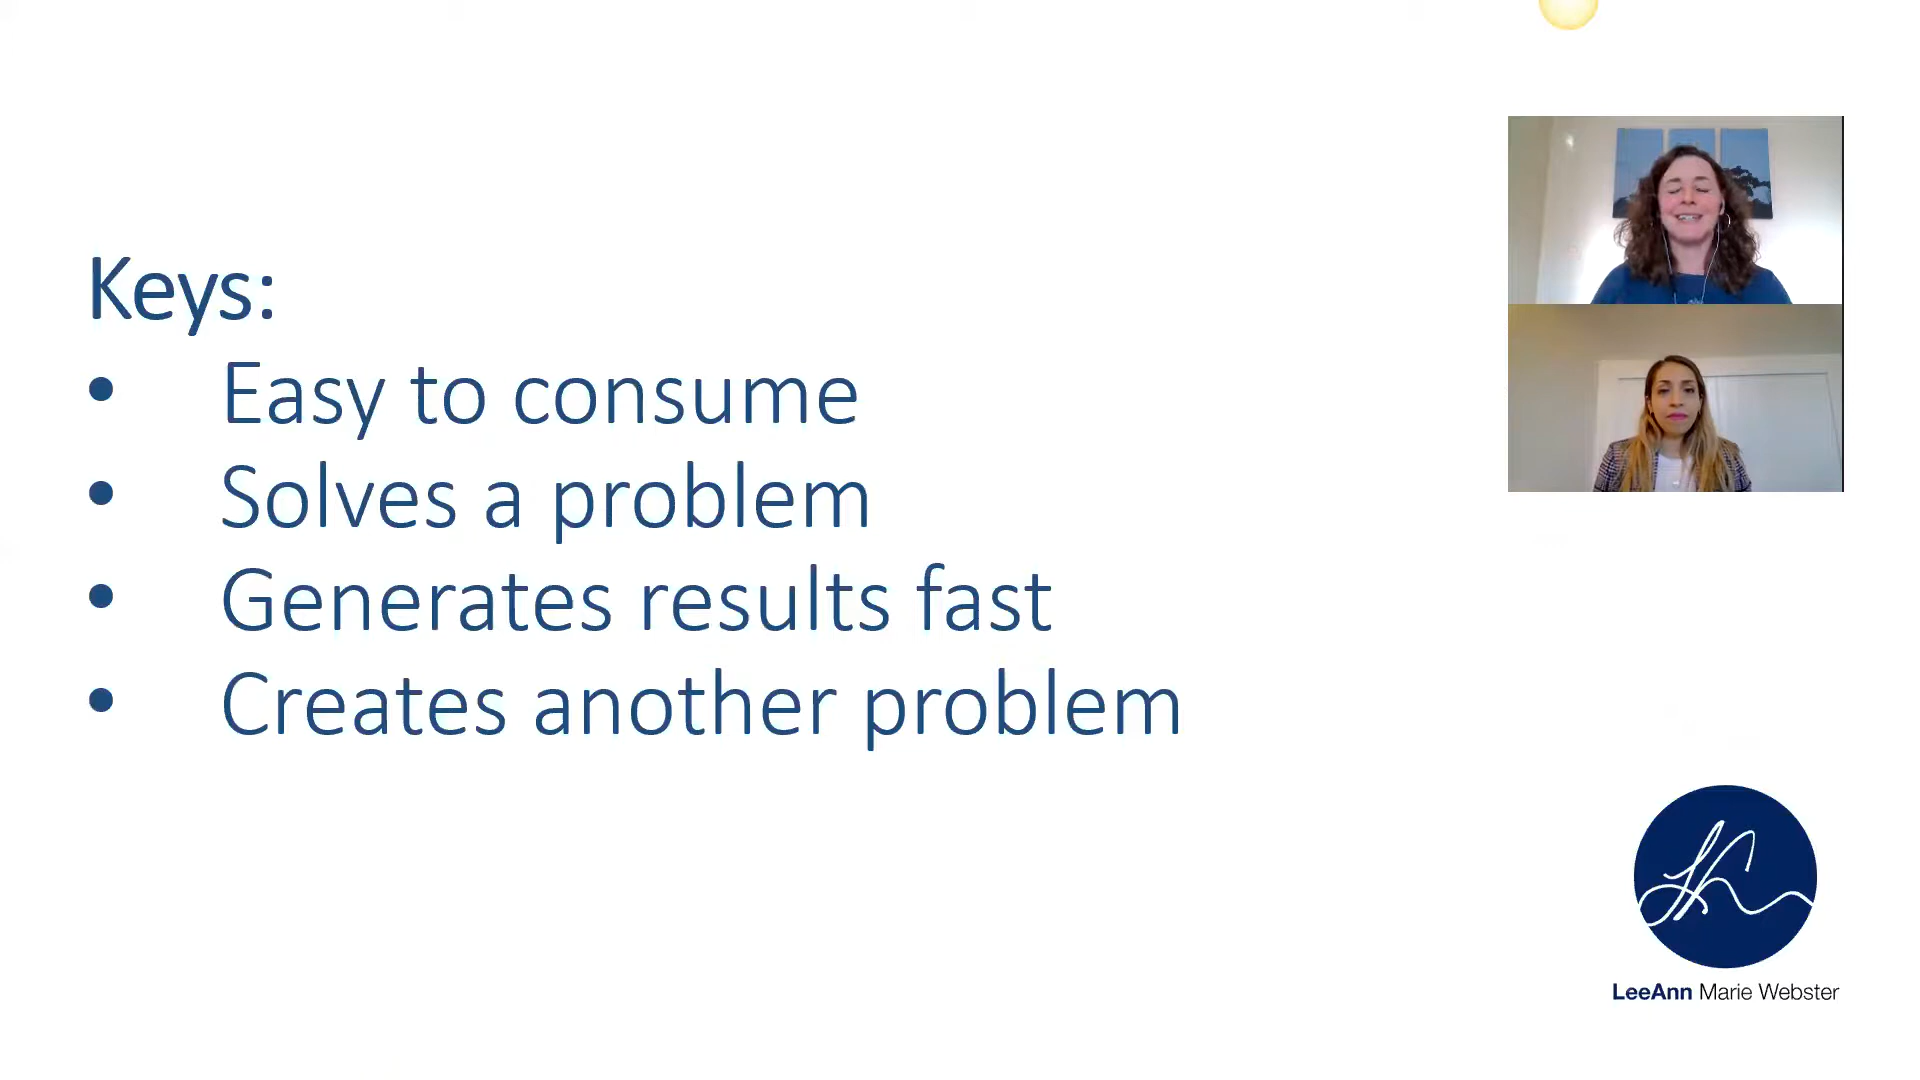 Keys:
• Easy to consume
• Solves a problem
• Generates results fast
• Creates another problem
LeeAnn Marie Webster